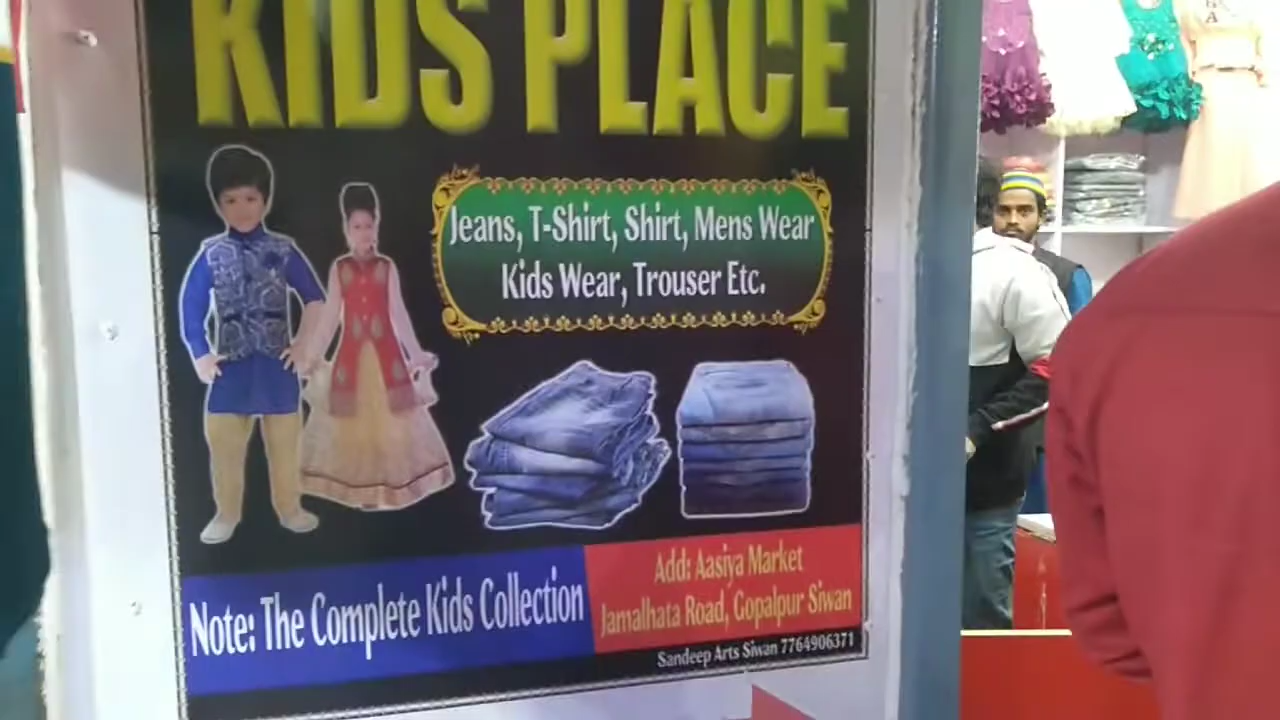 KIDS PLACE
Jeans, T-Shirt, Shirt, Mens Wear
Kids Wear, Trouser Etc.
Note: The Complete Kids Collection
Add: Aasiya Market
Jamalhata Road, Gopalpur Siwan
Sandeep Arts Siwan 7764906371